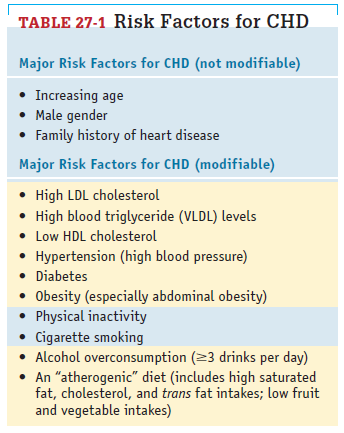 TABLE 27-1 Risk Factors for CHD
Major Risk Factors for CHD (not modifiable)
• Increasing age
• Male gender
• Family history of heart disease
Major Risk Factors for CHD (modifiable)
• High LDL cholesterol
• High blood triglyceride (VLDL) levels
• Low HDL cholesterol
• Hypertension (high blood pressure)
• Diabetes
• Obesity (especially abdominal obesity)
• Physical inactivity
• Cigarette smoking
• Alcohol overconsumption (≥3 drinks per day)
• An “atherogenic” diet (includes high saturated
fat, cholesterol, and trans fat intakes; low fruit
and vegetable intakes)